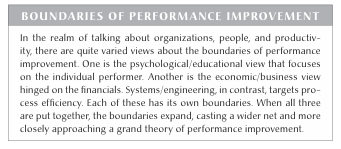 BOUNDARIES OF PERFORMANCE IMPROVEMENT
In the realm of talking about organizations, people, and productiv-
ity, there are quite varied views about the boundaries of performance
improvement. One is the psychological/educational view that focuses
on the individual performer. Another is the economic/business view
hinged on the financials. Systems/engineering, in contrast, targets pro-
cess efficiency. Each of these has its own boundaries. When all three
are put together, the boundaries expand, casting a wider net and more
closely approaching a grand theory of performance improvement.